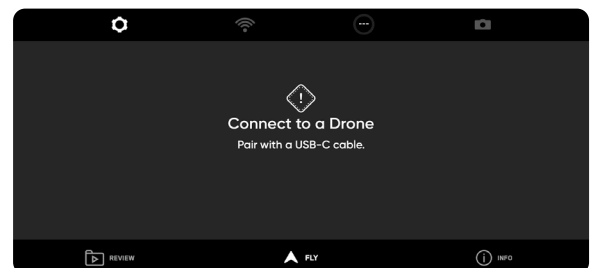 Connect to a Drone
Pair with a USB-C cable.
REVIEW
FLY
INFO